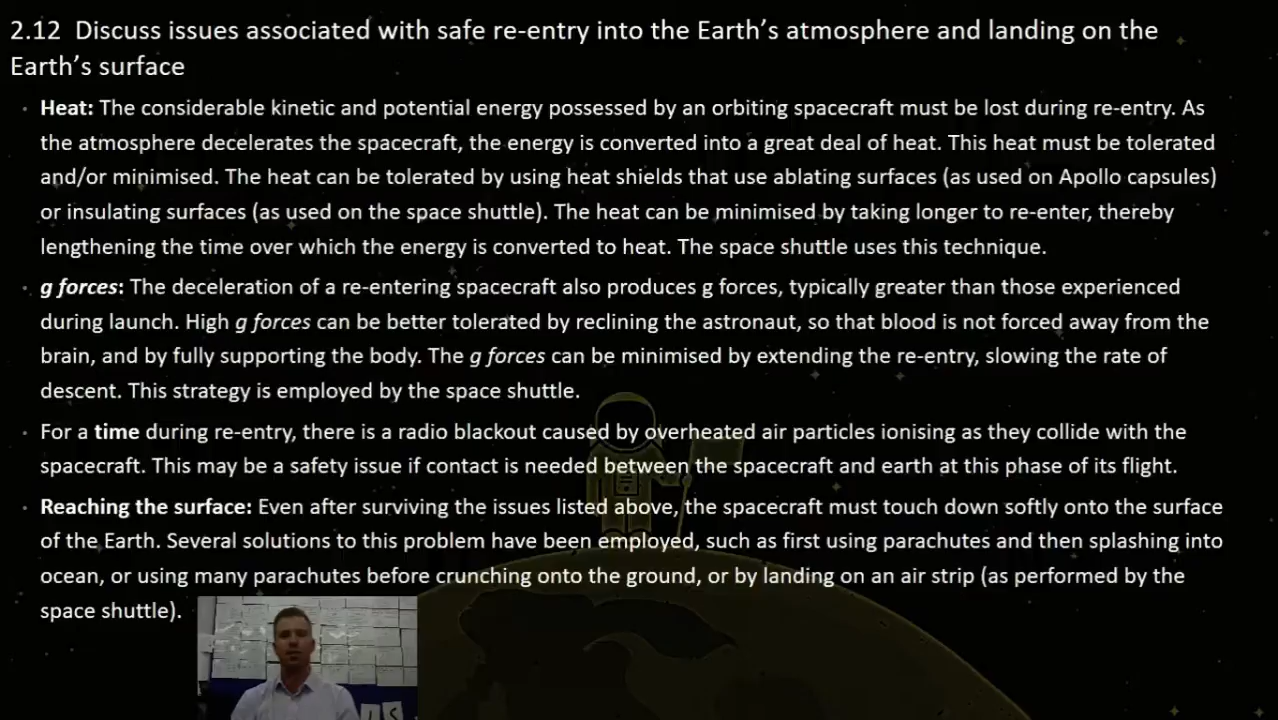 2.12 Discuss issues associated with safe re-entry into the Earth's atmosphere and landing on the
Earth's surface
• Heat: The considerable kinetic and potential energy possessed by an orbiting spacecraft must be lost during re-entry. As
the atmosphere decelerates the spacecraft, the energy is converted into a great deal of heat. This heat must be tolerated
and/or minimised. The heat can be tolerated by using heat shields that use ablating surfaces (as used on Apollo capsules)
or insulating surfaces (as used on the space shuttle). The heat can be minimised by taking longer to re-enter, thereby
lengthening the time over which the energy is converted to heat. The space shuttle uses this technique.
• g forces: The deceleration of a re-entering spacecraft also produces g forces, typically greater than those experienced
during launch. High g forces can be better tolerated by reclining the astronaut, so that blood is not forced away from the
brain, and by fully supporting the body. The g forces can be minimised by extending the re-entry, slowing the rate of
descent. This strategy is employed by the space shuttle.
• For a time during re-entry, there is a radio blackout caused by overheated air particles ionising as they collide with the
spacecraft. This may be a safety issue if contact is needed between the spacecraft and earth at this phase of its flight.
• Reaching the surface: Even after surviving the issues listed above, the spacecraft must touch down softly onto the surface
of the Earth. Several solutions to this problem have been employed, such as first using parachutes and then splashing into
ocean, or using many parachutes before crunching onto the ground, or by landing on an air strip (as performed by the
space shuttle).